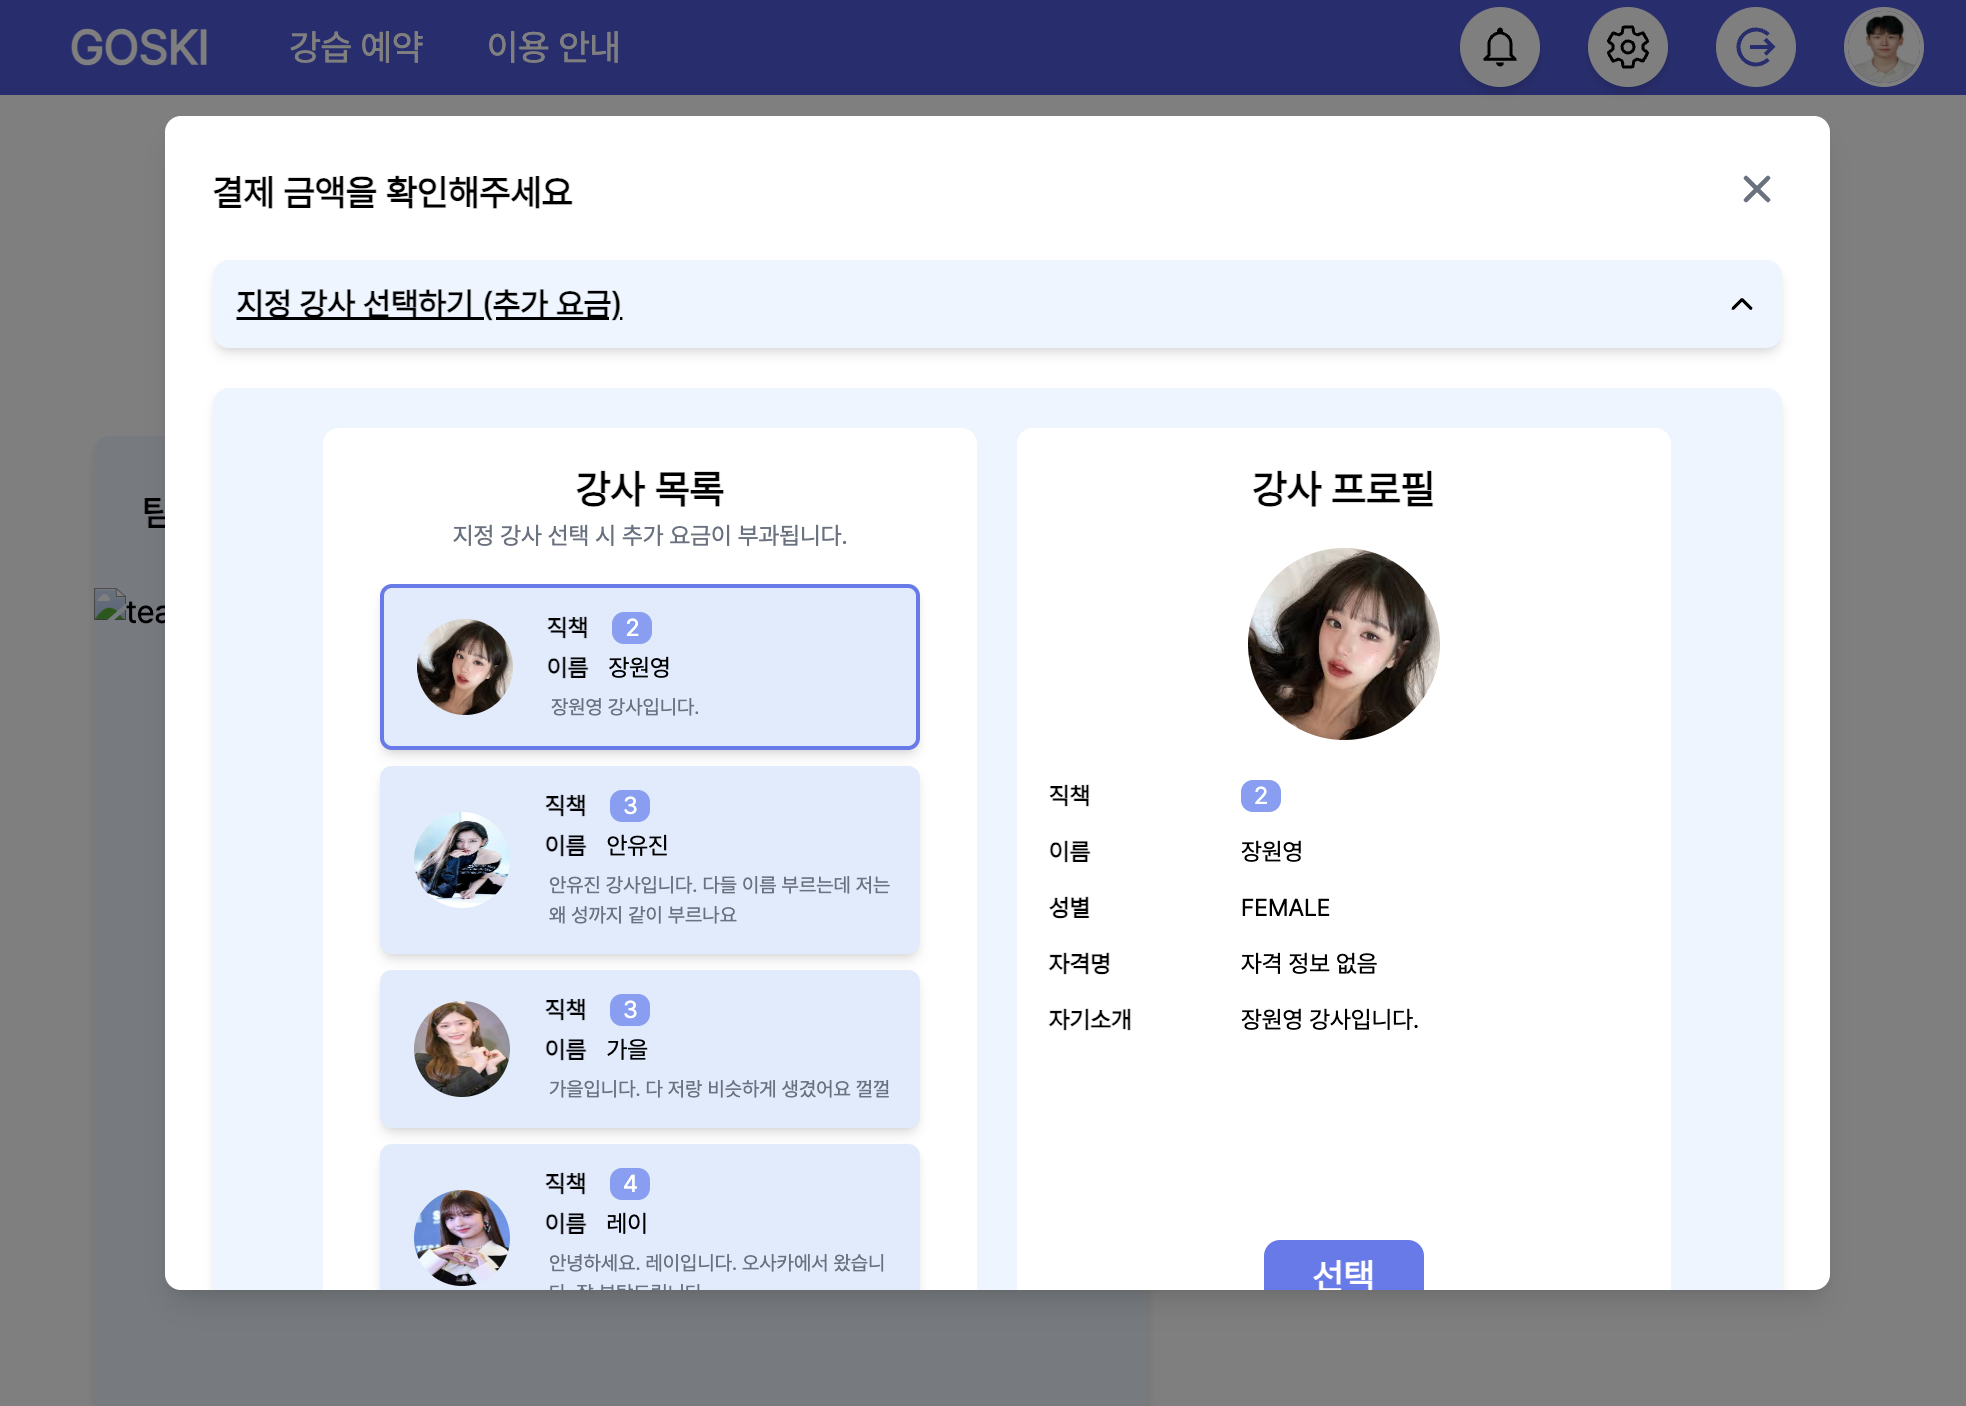 GOSKI 강습 예약 이용 안내
결제 금액을 확인해주세요
지정 강사 선택하기 (추가 요금)
팀
tea
강사 목록
지정 강사 선택 시 추가 요금이 부과됩니다.
직책 2
이름 장원영
장원영 강사입니다.
직책 3
이름 안유진
안유진 강사입니다. 다들 이름 부르는데 저는
왜 성까지 같이 부르나요
직책 3
이름 가을
가을입니다. 다 저랑 비슷하게 생겼어요 껄껄
직책 4
이름 레이
안녕하세요. 레이입니다. 오사카에서 왔습니
강사 프로필
직책 2
이름 장원영
성별 FEMALE
자격명 자격 정보 없음
자기소개 장원영 강사입니다.
선택